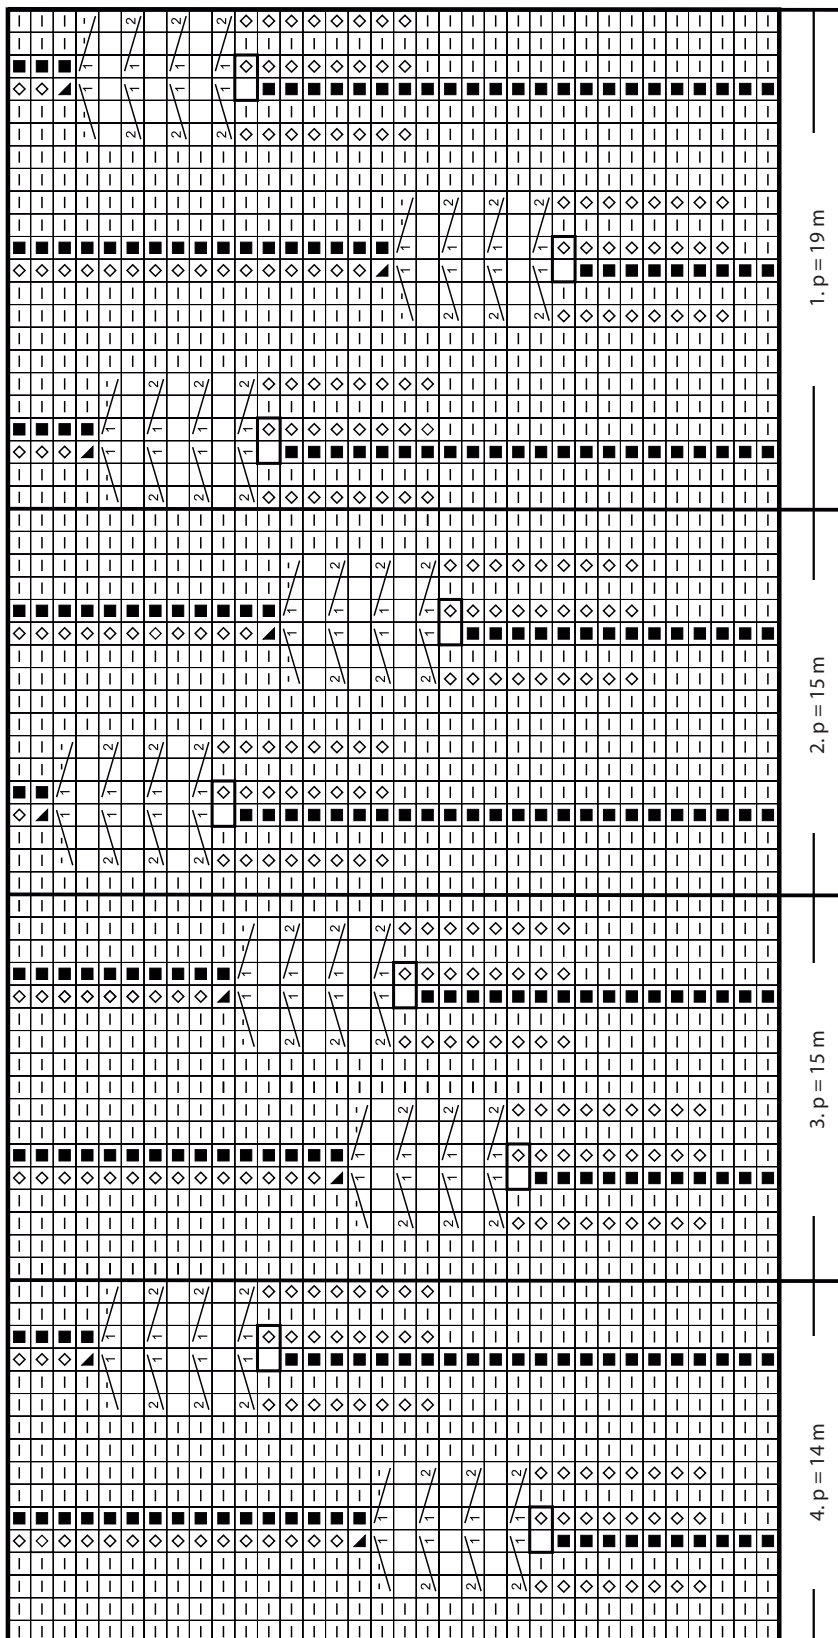 1. p = 19 m
2. p = 15 m
3. p = 15 m
4. p = 14 m